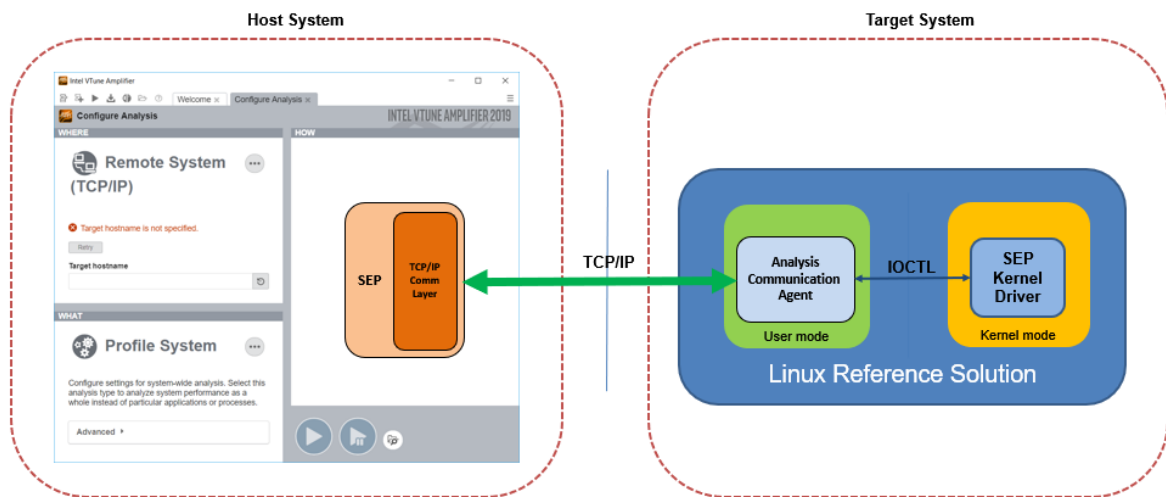 Host System
Target System
Intel VTune Amplifier
Welcome ×
Configure Analysis ×
Configure Analysis
INTEL VTUNE AMPLIFIER 2019
WHERE
HOW
Remote System
(TCP/IP)
Target hostname is not specified.
Retry
Target hostname
WHAT
Profile System
Configure settings for system-wide analysis. Select this
analysis type to analyze system performance as a
whole instead of particular applications or processes.
Advanced
SEP
TCP/IP
Comm
Layer
TCP/IP
Analysis
Communication
Agent
User mode
IOCTL
SEP
Kernel
Driver
Kernel mode
Linux Reference Solution